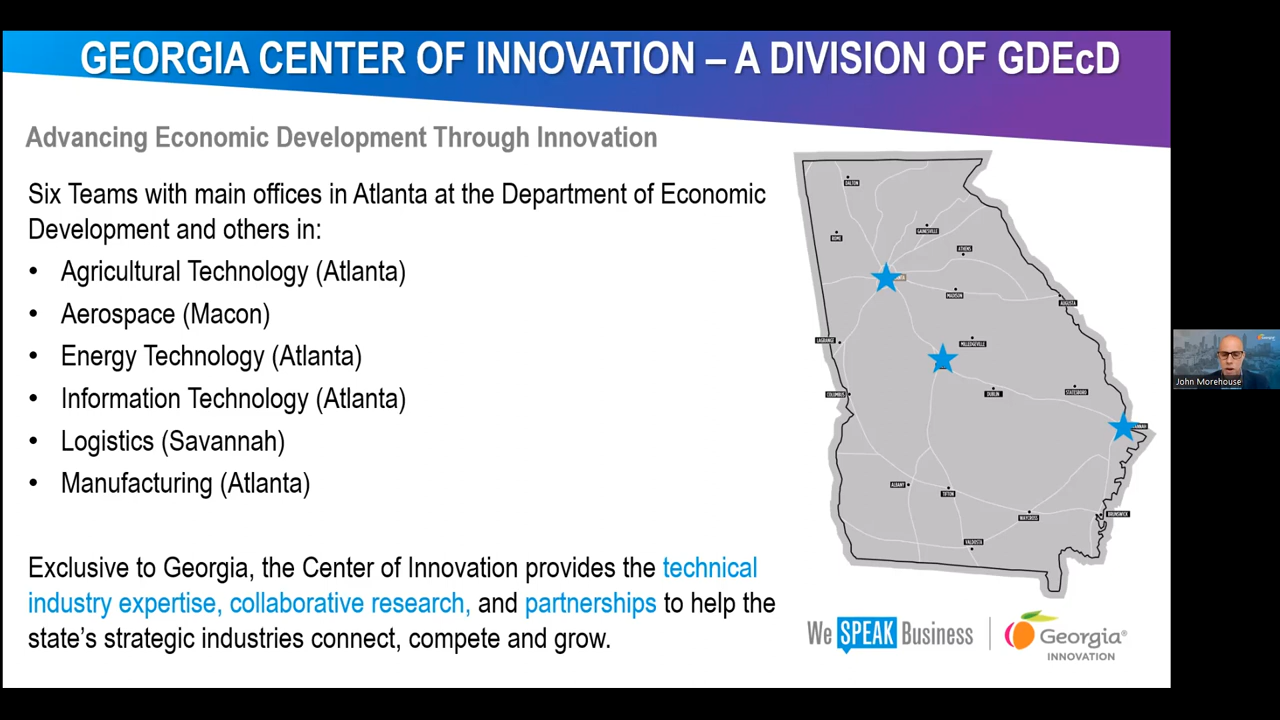 GEORGIA CENTER OF INNOVATION – A DIVISION OF GDEcD
Advancing Economic Development Through Innovation
Six Teams with main offices in Atlanta at the Department of Economic
Development and others in:
• Agricultural Technology (Atlanta)
• Aerospace (Macon)
• Energy Technology (Atlanta)
• Information Technology (Atlanta)
• Logistics (Savannah)
• Manufacturing (Atlanta)
Exclusive to Georgia, the Center of Innovation provides the technical
industry expertise, collaborative research, and partnerships to help the
state's strategic industries connect, compete and grow.
DALTON
ROME
GAINESVILLE
ATHENS
MADISON
AUGUSTA
LAGRANGE
MILLEDGEVILLE
COLUMBUS
DUBLIN
STATESBORO
ALBANY
TIFTON
WAYCROSS
BRUNSWICK
VALDOSTA
We SPEAK Business
Georgia®
INNOVATION
John Morehouse